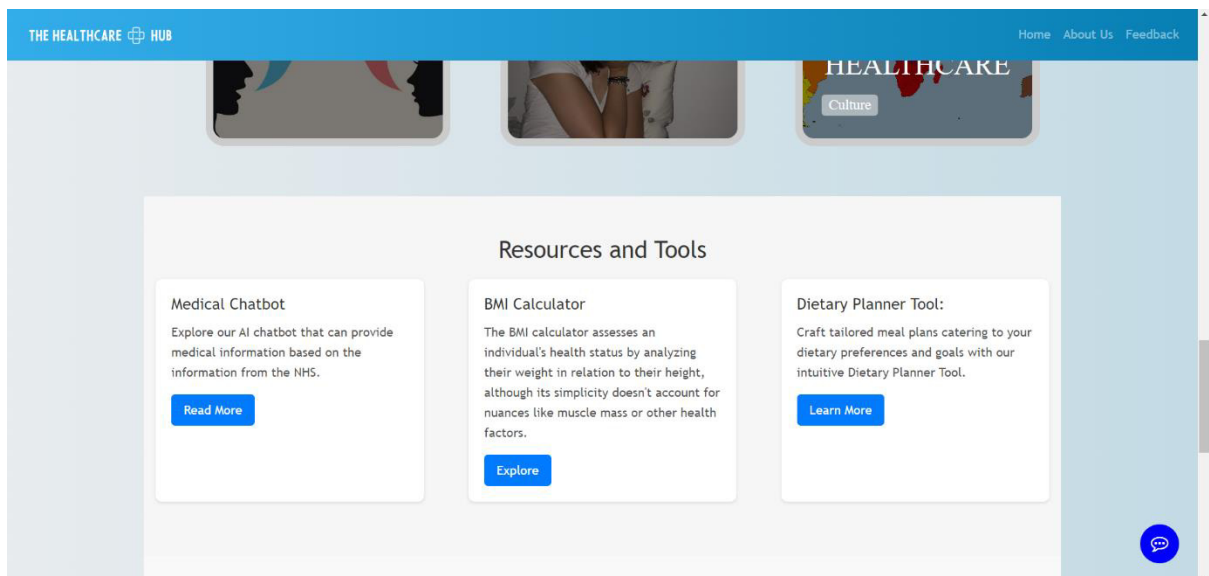 THE HEALTHCARE HUB
Home About Us Feedback
HEALTHCARE
Culture
Resources and Tools
Medical Chatbot
Explore our AI chatbot that can provide
medical information based on the
information from the NHS.
Read More
BMI Calculator
The BMI calculator assesses an
individual's health status by analyzing
their weight in relation to their height,
although its simplicity doesn't account for
nuances like muscle mass or other health
factors.
Explore
Dietary Planner Tool:
Craft tailored meal plans catering to your
dietary preferences and goals with our
intuitive Dietary Planner Tool.
Learn More